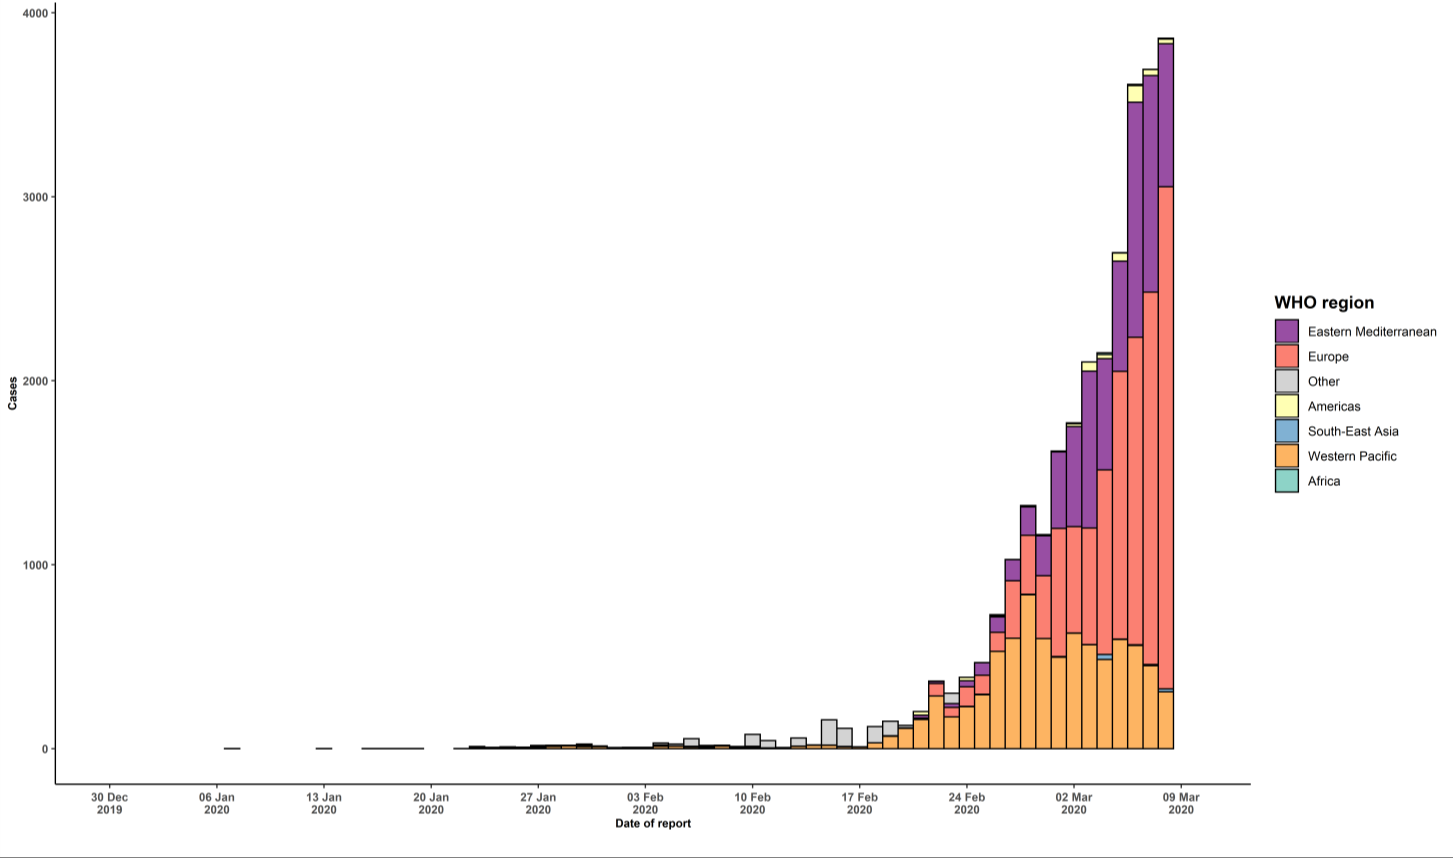 4000
3000
2000
1000
0
Cases
30 Dec 2019
06 Jan 2020
13 Jan 2020
20 Jan 2020
27 Jan 2020
03 Feb 2020
10 Feb 2020
17 Feb 2020
24 Feb 2020
02 Mar 2020
09 Mar 2020
Date of report
WHO region
Eastern Mediterranean
Europe
Other
Americas
South-East Asia
Western Pacific
Africa